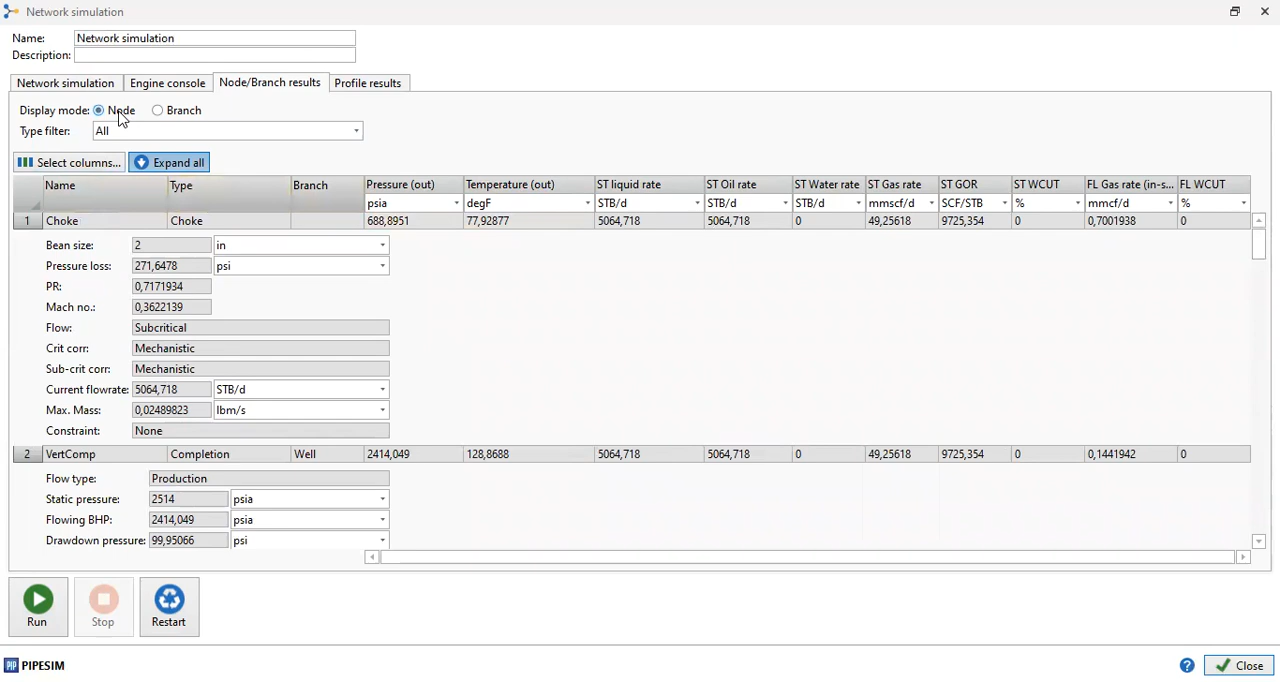 Network simulation
Name: Network simulation
Description:
Network simulation Engine console Node/Branch results Profile results
Display mode: Node Branch
Type filter: All
Select columns... Expand all
Name Type Branch Pressure (out) Temperature (out) ST liquid rate ST Oil rate ST Water rate ST Gas rate ST GOR ST WCUT FL Gas rate (in-s... FL WCUT
psia degF STB/d STB/d STB/d mmscf/d SCF/STB % mmcf/d %
1 Choke Choke 688,8951 77,92877 5064,718 5064,718 0 49,25618 9725,354 0 0,7001938 0
Bean size: 2 in
Pressure loss: 271,6478 psi
PR: 0,7171934
Mach no.: 0,3622139
Flow: Subcritical
Crit corr: Mechanistic
Sub-crit corr: Mechanistic
Current flowrate: 5064,718 STB/d
Max. Mass: 0,02489823 lbm/s
Constraint: None
2 VertComp Completion Well 2414,049 128,8688 5064,718 5064,718 0 49,25618 9725,354 0 0,1441942 0
Flow type: Production
Static pressure: 2514 psia
Flowing BHP: 2414,049 psia
Drawdown pressure: 99,95066 psi
Run Stop Restart
PIP PIPESIM ? Close